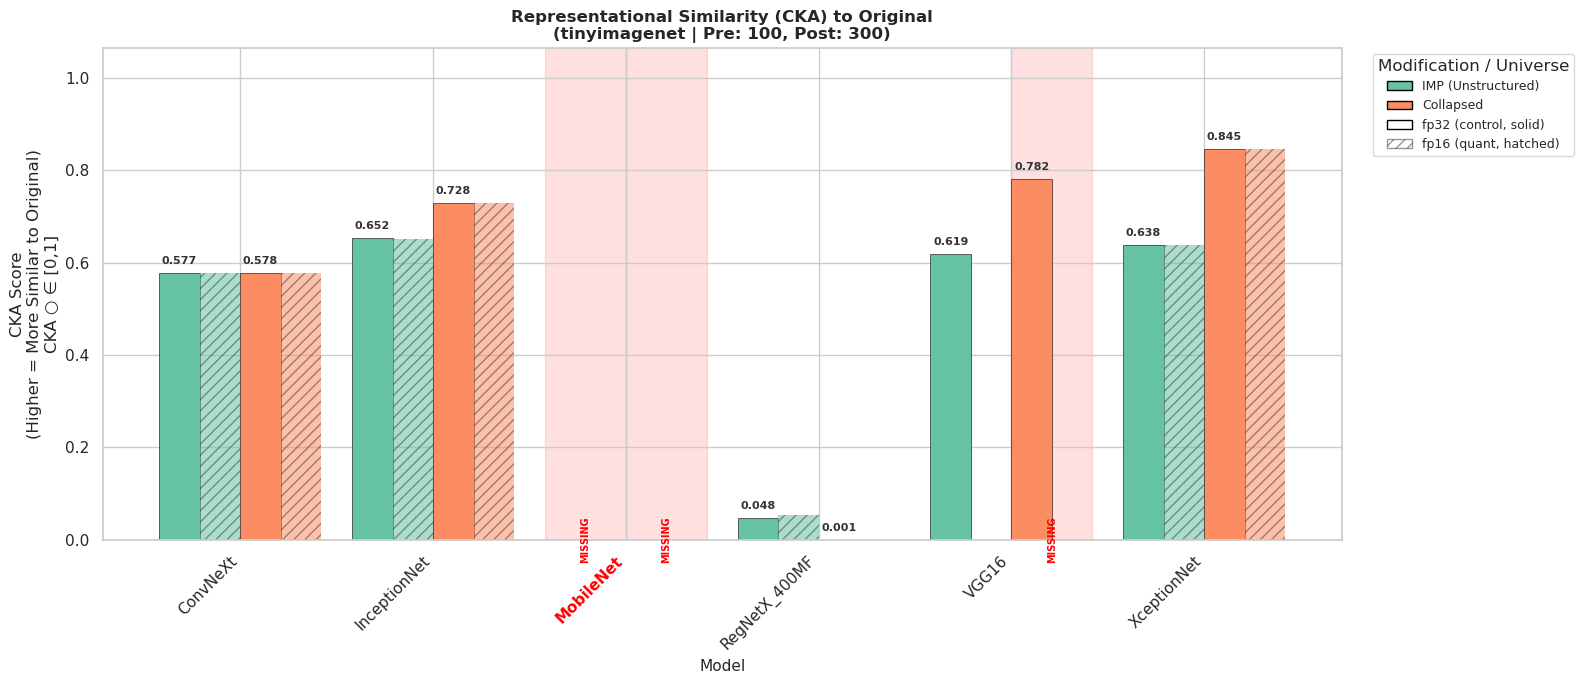 Representational Similarity (CKA) to Original
(tinyimagenet | Pre: 100, Post: 300)
CKA Score
(Higher = More Similar to Original)
CKA ○ ∈ [0,1]
1.0
0.8
0.6
0.4
0.2
0.0
0.577
0.578
0.652
0.728
MISSING
MISSING
0.048
0.001
0.619
0.782
MISSING
0.638
0.845
ConvNeXt
InceptionNet
MobileNet
RegNetX_400MF
VGG16
XceptionNet
Model
Modification / Universe
IMP (Unstructured)
Collapsed
fp32 (control, solid)
fp16 (quant, hatched)